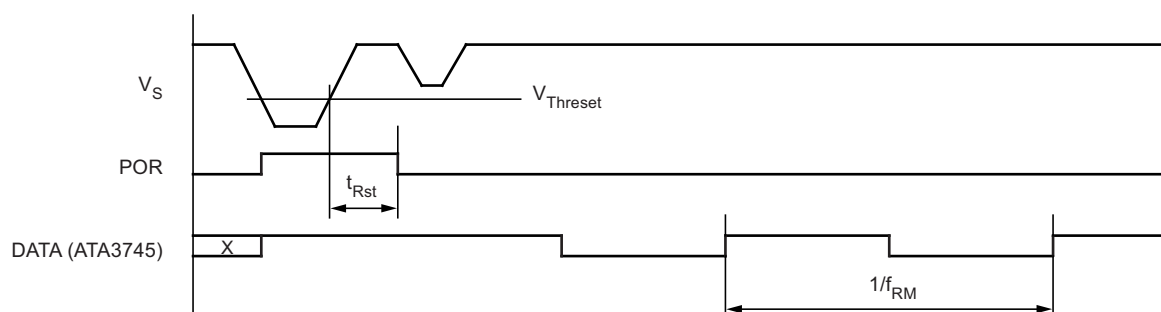 V_S
V_Threset
POR
t_Rst
DATA (ATA3745)
X
1/f_RM